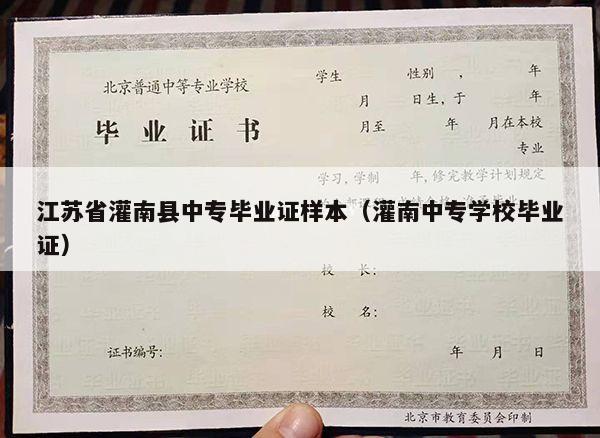 北京普通中等专业学校
毕业证书
证书编号:
学生 性别 , 年
月 日生, 于 年
月至 年 月在本校
专业
学习, 学制 年, 修完教学计划规定
江苏省灌南县中专毕业证样本（灌南中专学校毕业
证）
校 长:
校 名:
年 月 日
北京市教育委员会印制